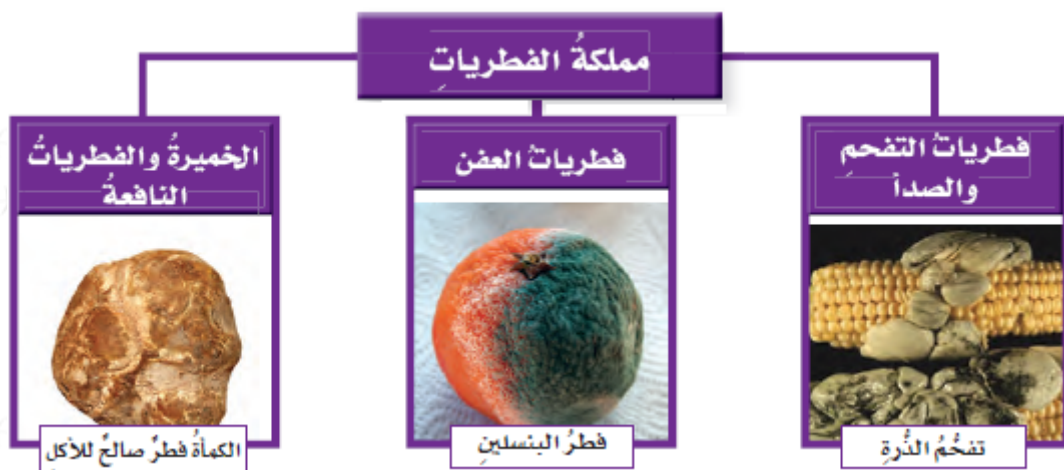 مملكةُ الفطرياتِ
فطرياتُ التفحمِ
والصدأ
فطرياتُ العفن
الخميرةُ والفطرياتُ
النافعةُ
تفحُّمُ الذُّرةِ
فطرُ البنسلينِ
الكمأةُ فطرٌ صالحٌ للأكلِ